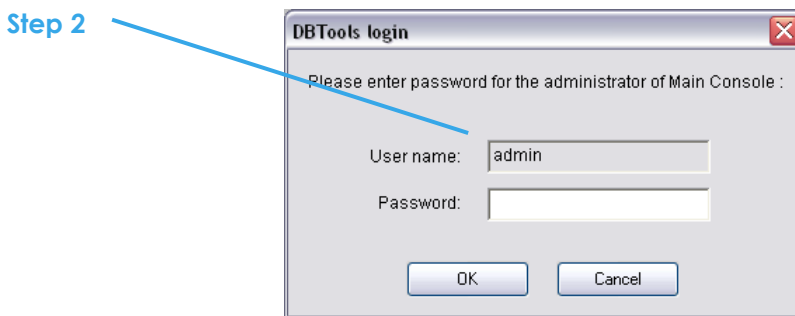 Step 2
DBTools login
Please enter password for the administrator of Main Console :
User name: admin
Password:
OK Cancel